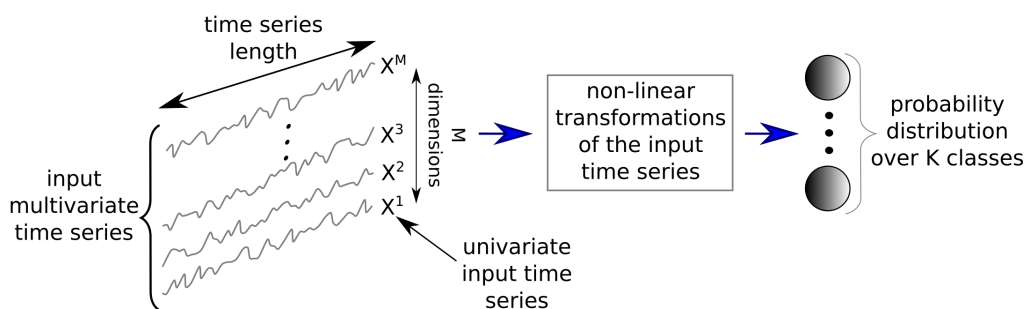 time series
length
X^M
X^3
X^2
X^1
dimensions
M
input
multivariate
time series
univariate
input time
series
non-linear
transformations
of the input
time series
probability
distribution
over K classes